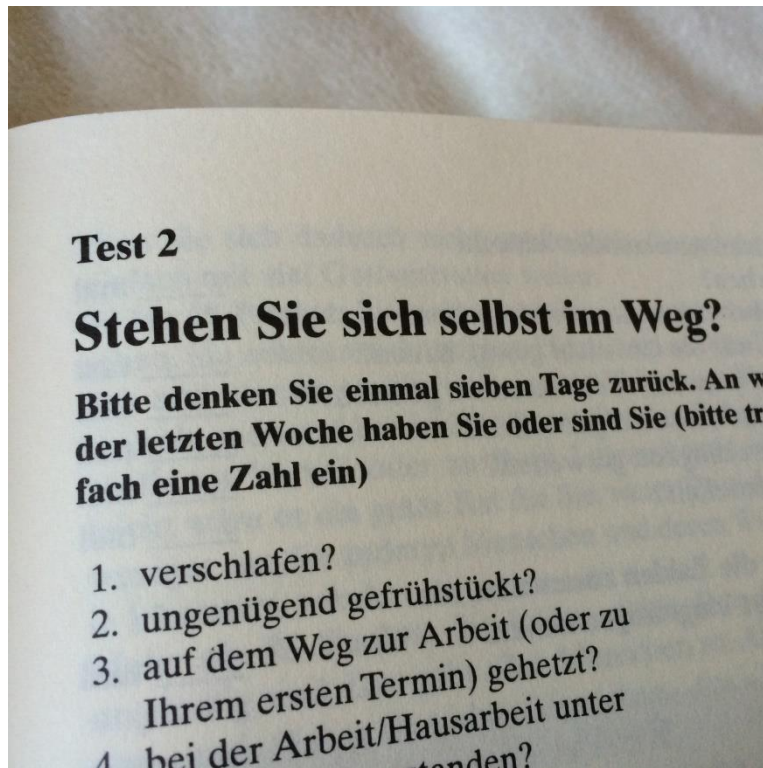 Test 2
Stehen Sie sich selbst im Weg?
Bitte denken Sie einmal sieben Tage zurück. An
der letzten Woche haben Sie oder sind Sie (bitte
fach eine Zahl ein)
1. verschlafen?
2. ungenügend gefrühstückt?
3. auf dem Weg zur Arbeit (oder zu
Ihrem ersten Termin) gehetzt?
4. bei der Arbeit/Hausarbeit unter